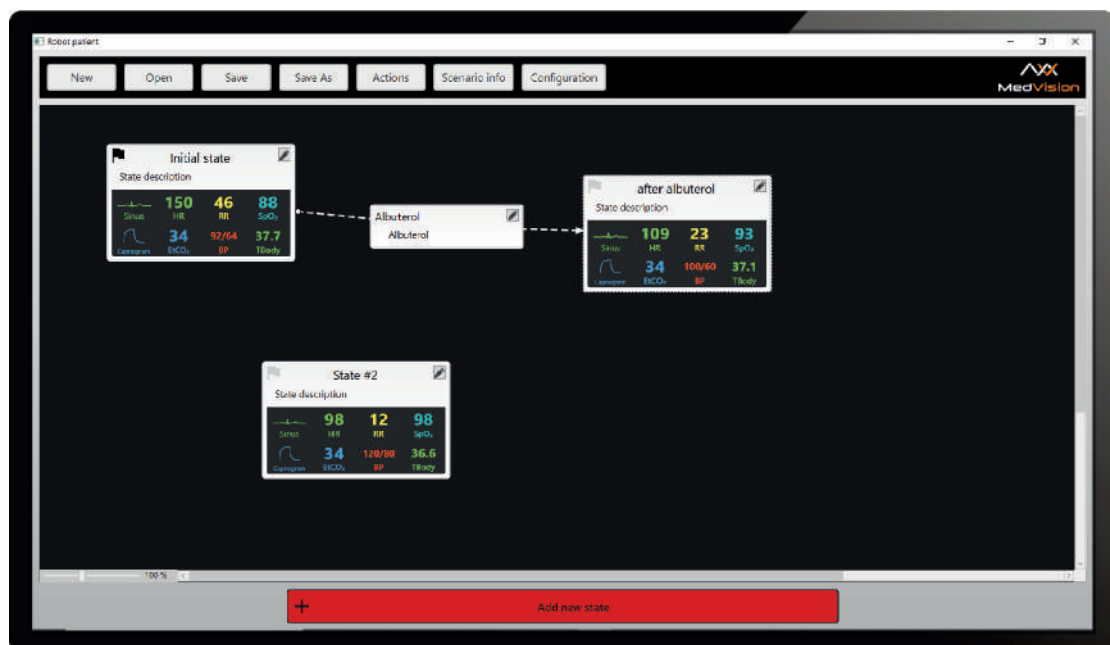 Robot patient
New Open Save Save As Actions Scenario info Configuration
MedVision
Initial state
State description
150 46 88
Sinus HR RR SpO₂
34 92/64 37.7
Capnogram EtCO₂ BP TBody
Albuterol
Albuterol
after albuterol
State description
109 23 93
Sinus HR RR SpO₂
34 100/60 37.1
Capnogram EtCO₂ BP TBody
State #2
State description
98 12 98
Sinus HR RR SpO₂
34 120/80 36.6
Capnogram EtCO₂ BP TBody
100 %
+ Add new state